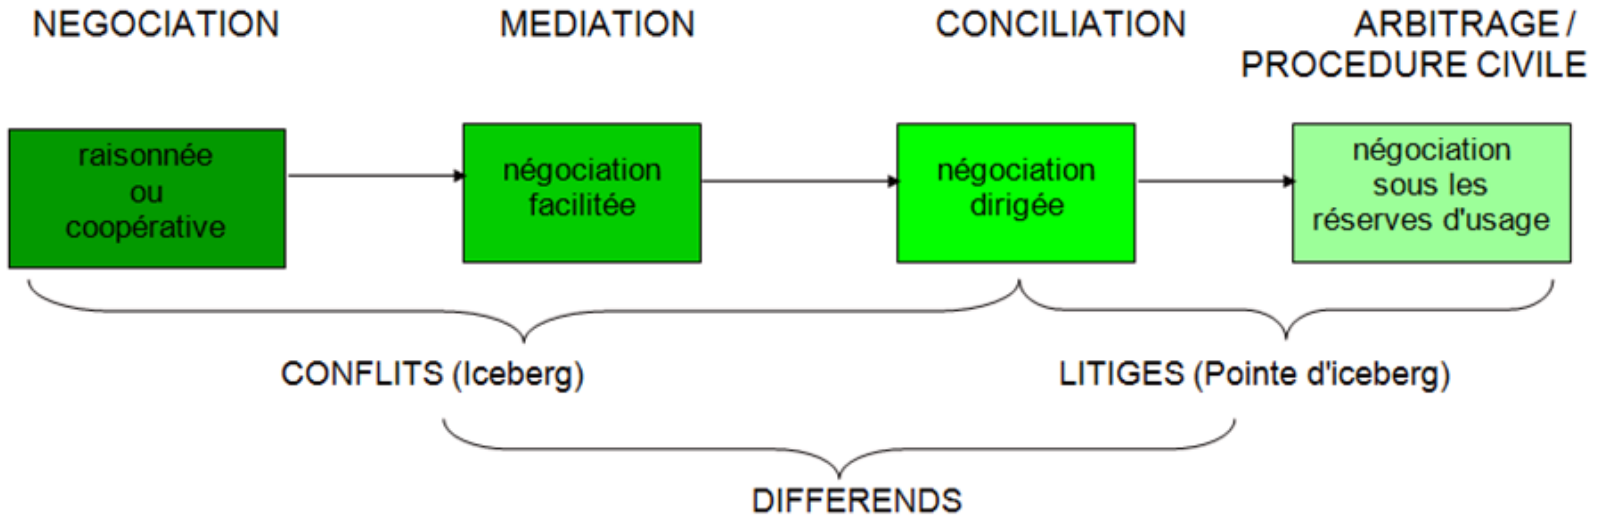 NEGOCIATION
MEDIATION
CONCILIATION
ARBITRAGE /
PROCEDURE CIVILE
raisonnée
ou
coopérative
négociation
facilitée
négociation
dirigée
négociation
sous les
réserves d'usage
CONFLITS (Iceberg)
LITIGES (Pointe d'iceberg)
DIFFERENDS